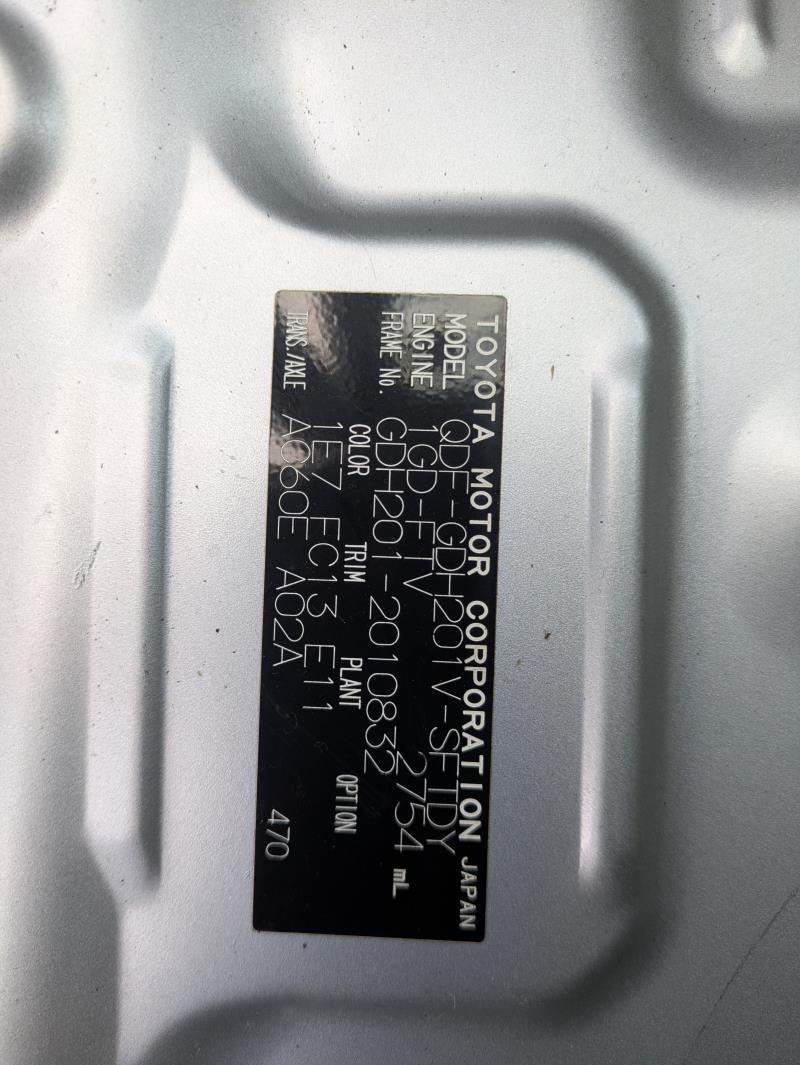 TOYOTA MOTOR CORPORATION JAPAN
MODEL QDF-GDH201V-SFTDY
ENGINE 1GD-FTV 2754 mL
FRAME No. GDH201-2010832
COLOR TRIM PLANT OPTION
1E7 FC13 E11
TRANS./AXLE AC60E A02A 470